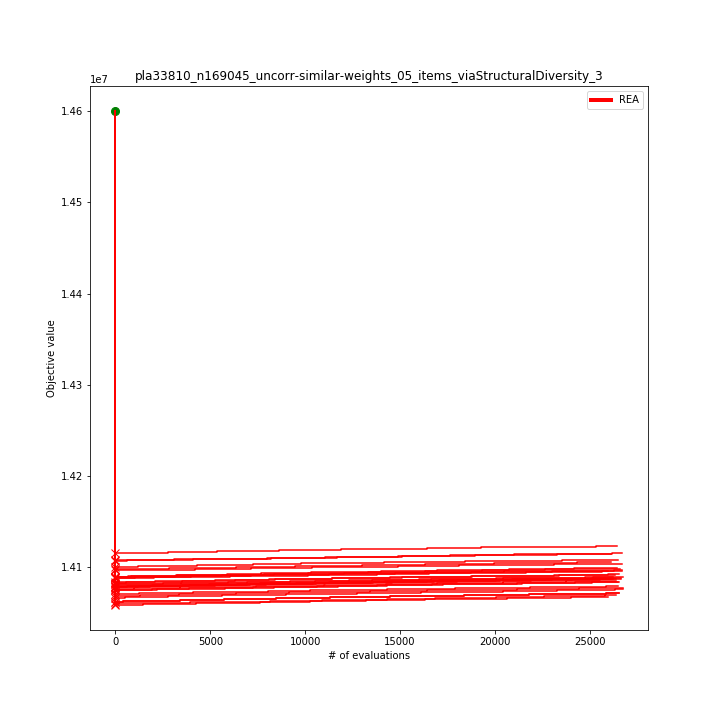 pla33810_n169045_uncorr-similar-weights_05_items_viaStructuralDiversity_3
1e7
REA
1.46
1.45
1.44
1.43
1.42
1.41
Objective value
0
5000
10000
15000
20000
25000
# of evaluations